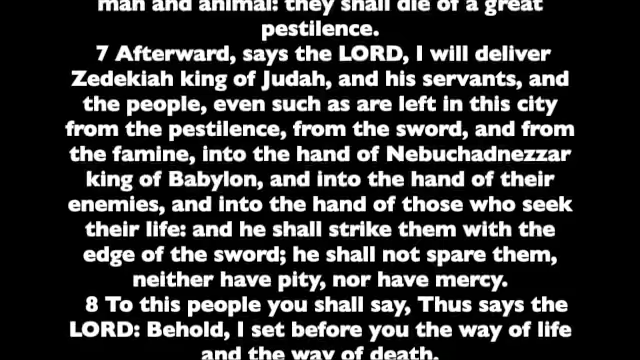 man and animal: they shall die of a great
pestilence.
7 Afterward, says the LORD, I will deliver
Zedekiah king of Judah, and his servants, and
the people, even such as are left in this city
from the pestilence, from the sword, and from
the famine, into the hand of Nebuchadnezzar
king of Babylon, and into the hand of their
enemies, and into the hand of those who seek
their life: and he shall strike them with the
edge of the sword; he shall not spare them,
neither have pity, nor have mercy.
8 To this people you shall say, Thus says the
LORD: Behold, I set before you the way of life
and the way of death.